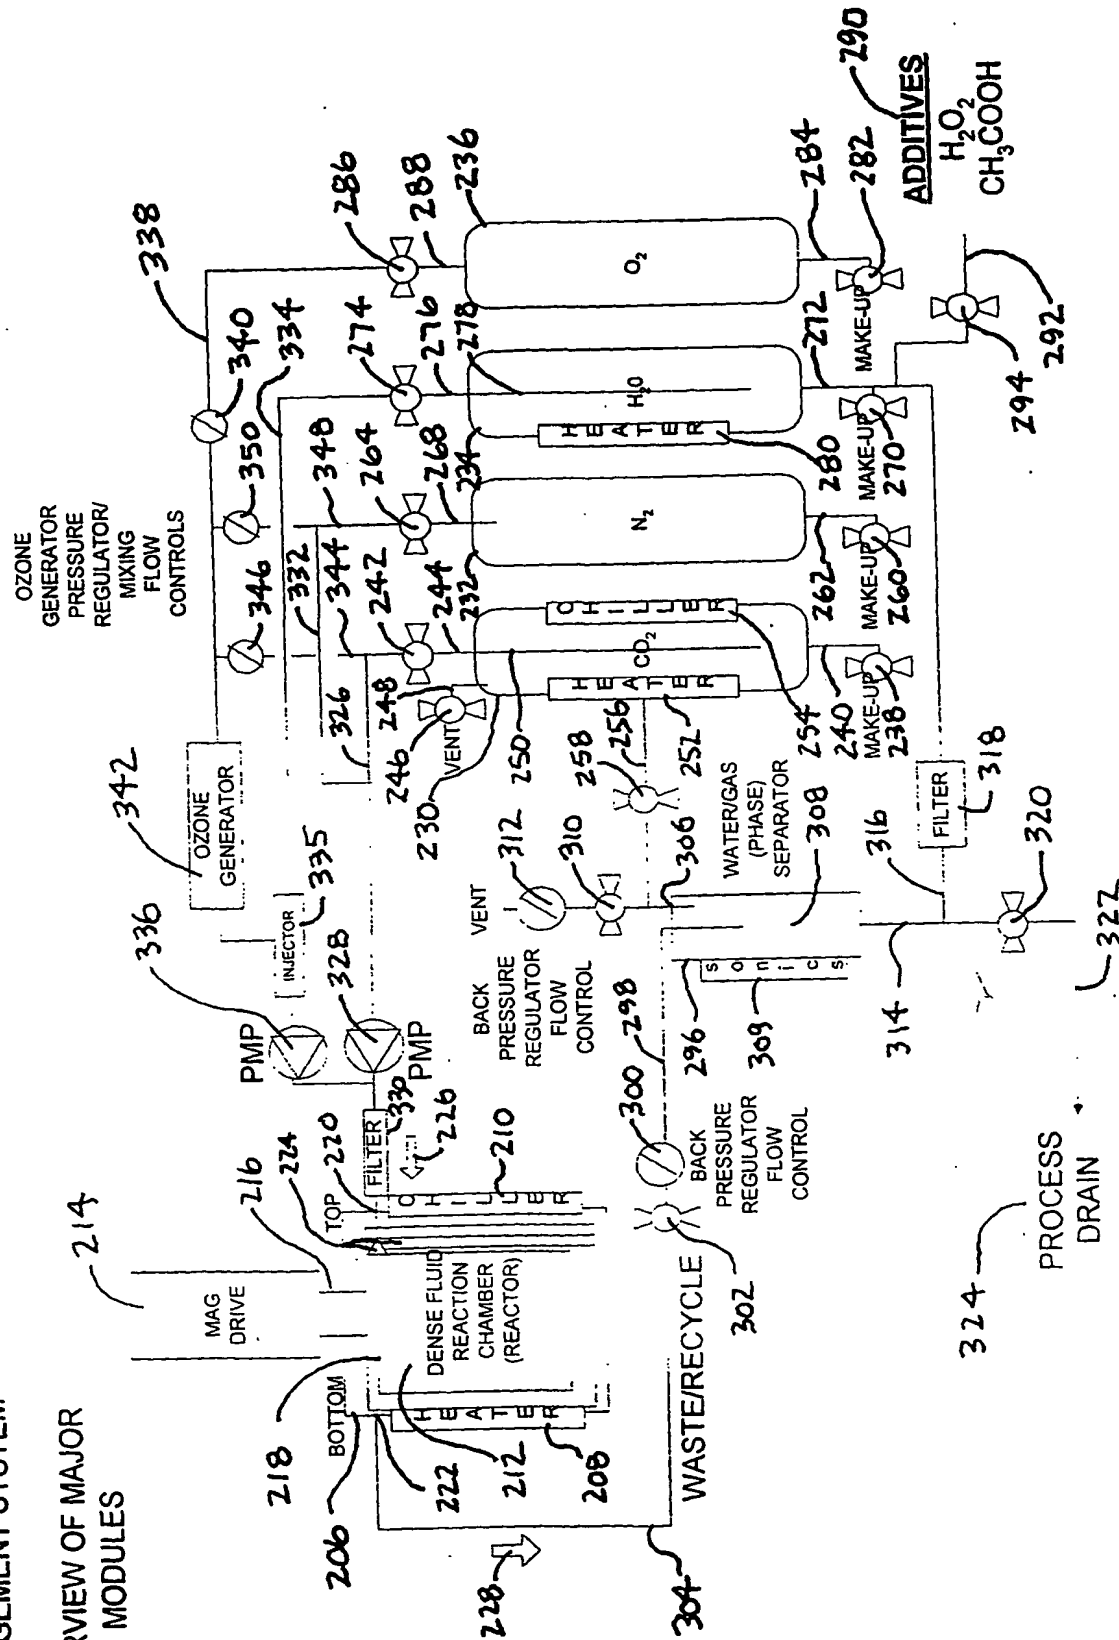 GEMENT SYSTEM
RVIEW OF MAJOR
MODULES
OZONE
GENERATOR
PRESSURE
REGULATOR/
MIXING
FLOW
CONTROLS
214
216
MAG
DRIVE
218
336
PMP
335
INJECTOR
342
OZONE
GENERATOR
338
340
350
346
334
332
348
344
326
328
PMP
330
FILTER
224
220
TOP
226
210
CHILLER
BOTTOM
206
222
212
208
HEATER
DENSE FLUID
REACTION
CHAMBER
(REACTOR)
228
304
WASTE/RECYCLE
302
300
BACK
PRESSURE
REGULATOR
FLOW
CONTROL
298
296
309
sonics
308
306
WATER/GAS
(PHASE)
SEPARATOR
BACK
PRESSURE
REGULATOR
FLOW
CONTROL
VENT
312
310
258
256
230
VENT
246
248
242
244
250
252
HEATER
CO2
CHILLER
254
240
MAKE-UP
238
264
268
232
N2
262
MAKE-UP
260
274
276
278
234
H2O
HEATER
280
272
MAKE-UP
270
286
288
236
O2
284
MAKE-UP
282
290
ADDITIVES
H2O2
CH3COOH
292
294
314
316
FILTER
318
320
322
324
PROCESS
DRAIN